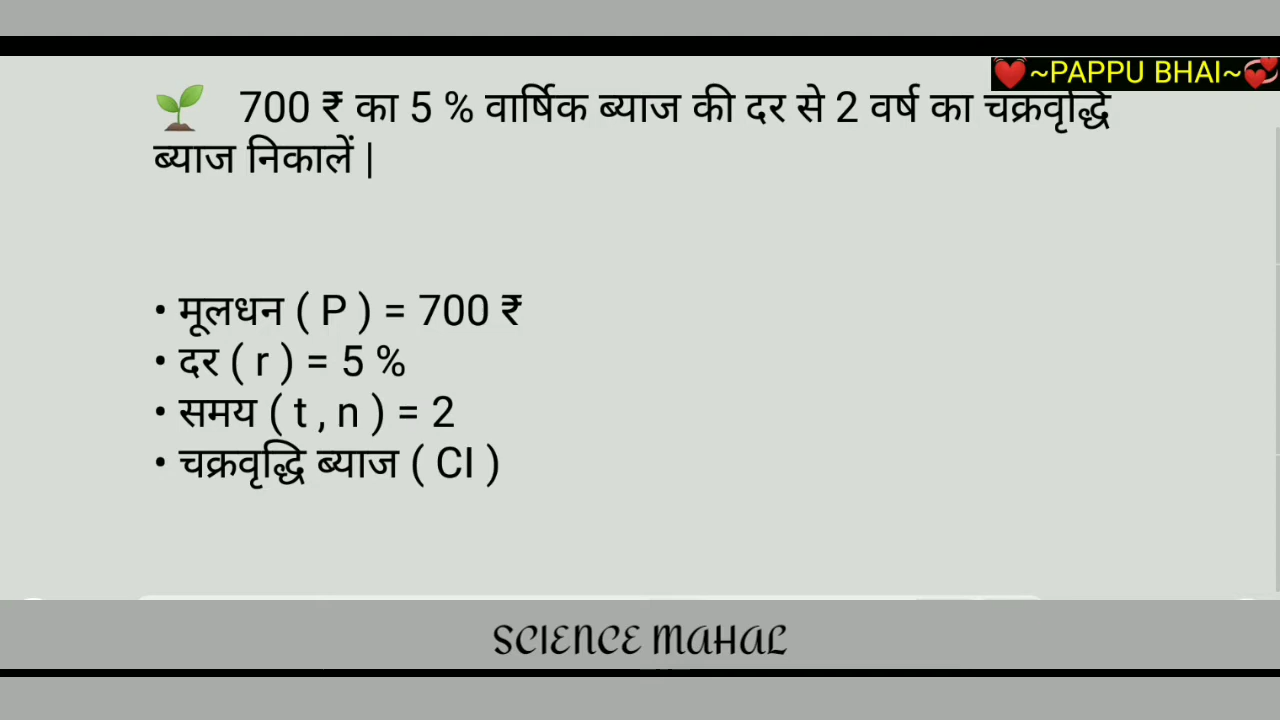 ❤️~PAPPU BHAI~💞
🌱 700 ₹ का 5 % वार्षिक ब्याज की दर से 2 वर्ष का चक्रवृद्धि
ब्याज निकालें |
• मूलधन ( P ) = 700 ₹
• दर ( r ) = 5 %
• समय ( t , n ) = 2
• चक्रवृद्धि ब्याज ( CI )
SCIENCE MAHAL